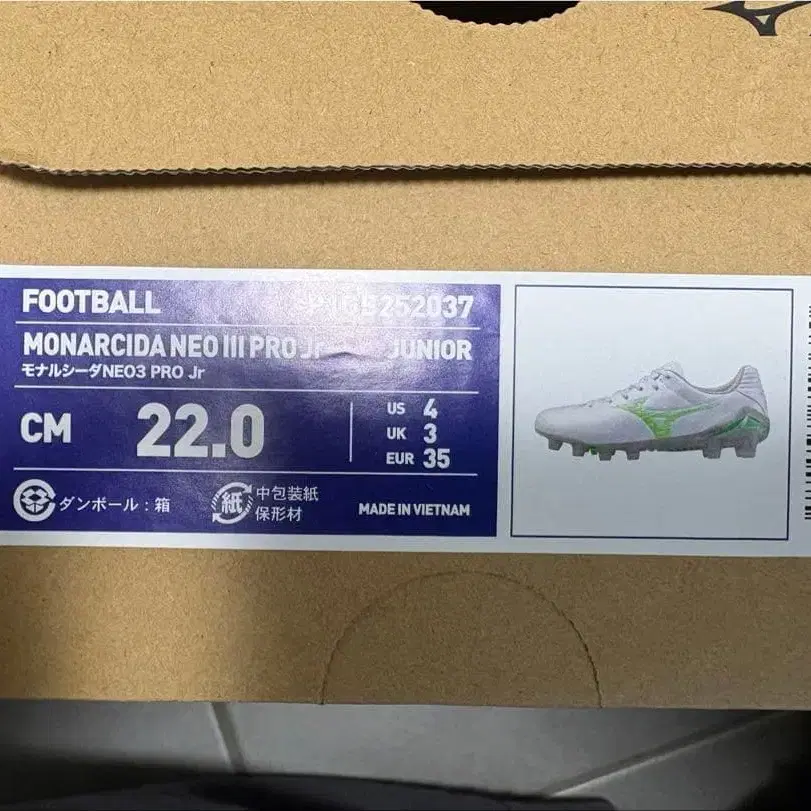 FOOTBALL
P1GB252037
MONARCIDA NEO III PRO Jr JUNIOR
モナルシーダNEO3 PRO Jr
CM 22.0
US 4
UK 3
EUR 35
ダンボール：箱
紙 中包装紙
保形材
MADE IN VIETNAM